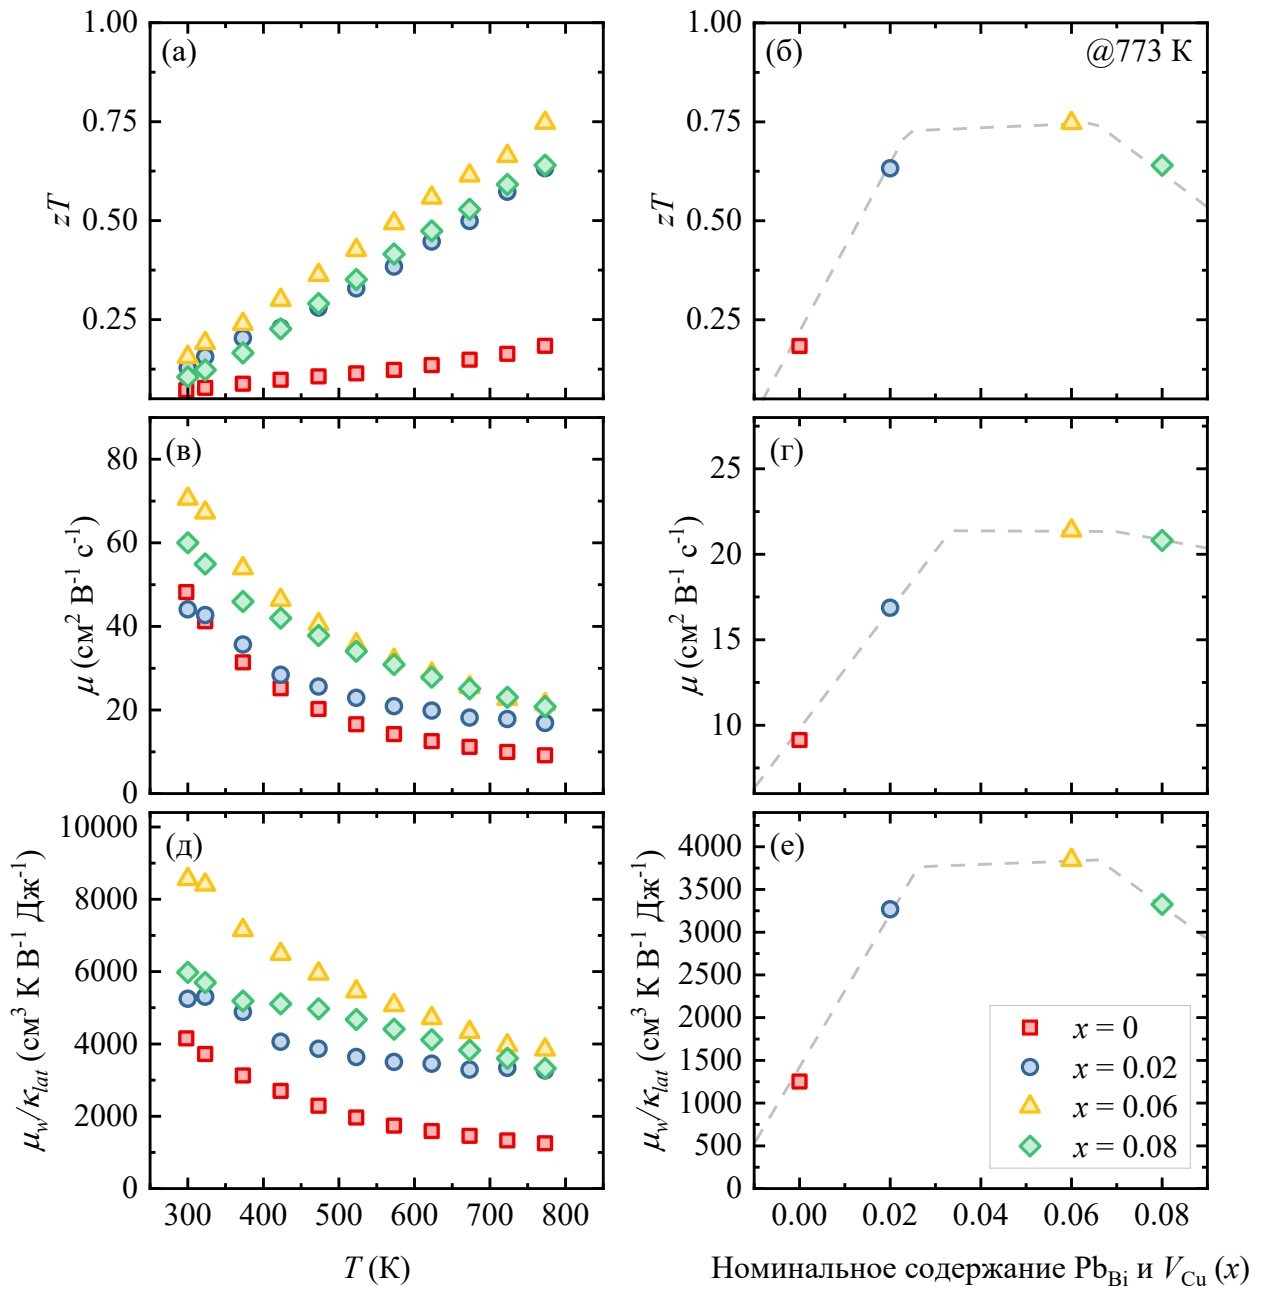 1.00
0.75
0.50
0.25
zT
(а)
1.00
0.75
0.50
0.25
zT
(б)
@773 К
80
60
40
20
0
μ (см² В⁻¹ с⁻¹)
(в)
25
20
15
10
μ (см² В⁻¹ с⁻¹)
(г)
10000
8000
6000
4000
2000
0
μw/κlat (см³ К В⁻¹ Дж⁻¹)
(д)
300 400 500 600 700 800
T (К)
4000
3500
3000
2500
2000
1500
1000
500
0
μw/κlat (см³ К В⁻¹ Дж⁻¹)
(е)
x = 0
x = 0.02
x = 0.06
x = 0.08
0.00 0.02 0.04 0.06 0.08
Номинальное содержание PbBi и VCu (x)